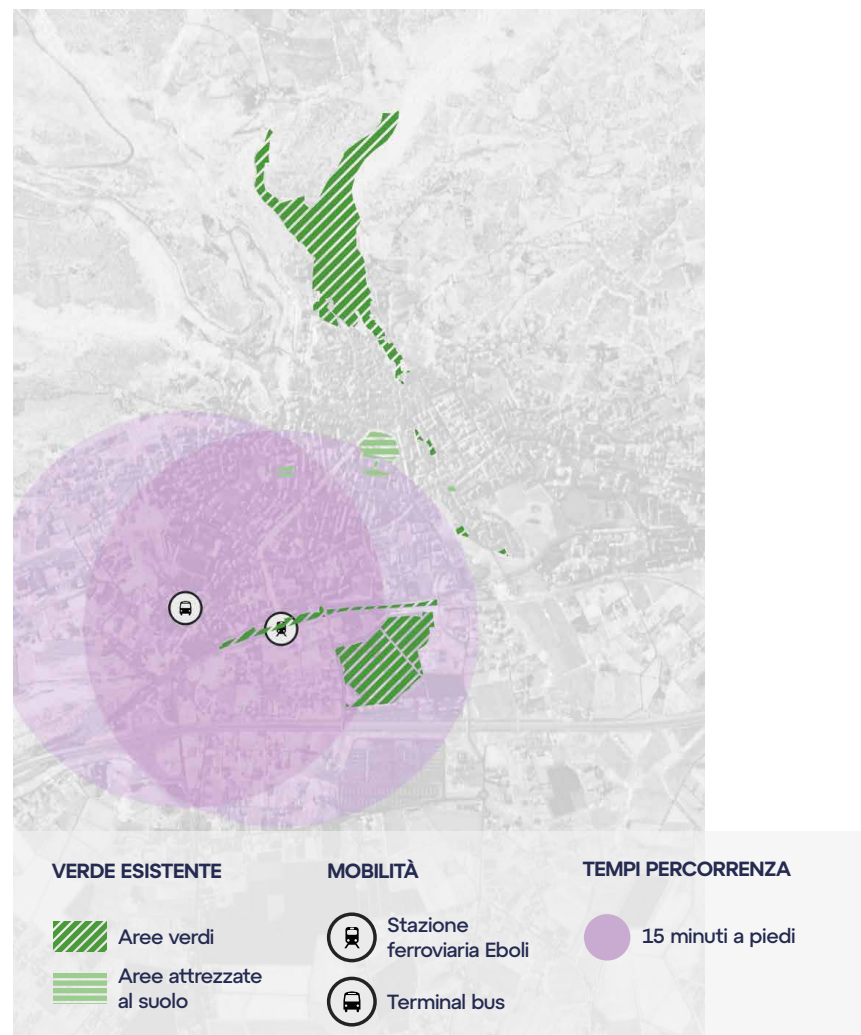 VERDE ESISTENTE
Aree verdi
Aree attrezzate
al suolo
MOBILITÀ
Stazione
ferroviaria Eboli
Terminal bus
TEMPI PERCORRENZA
15 minuti a piedi